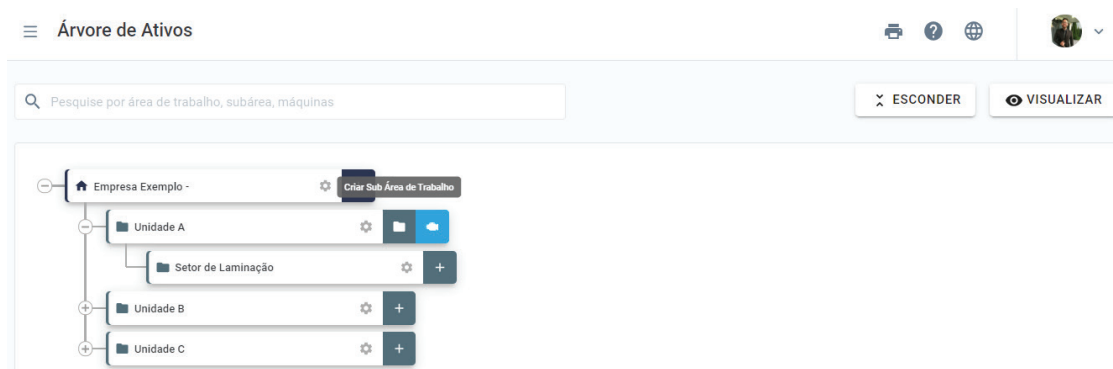 Árvore de Ativos
Pesquise por área de trabalho, subárea, máquinas
ESCONDER
VISUALIZAR
Empresa Exemplo -
Criar Sub Área de Trabalho
Unidade A
Setor de Laminação
Unidade B
Unidade C